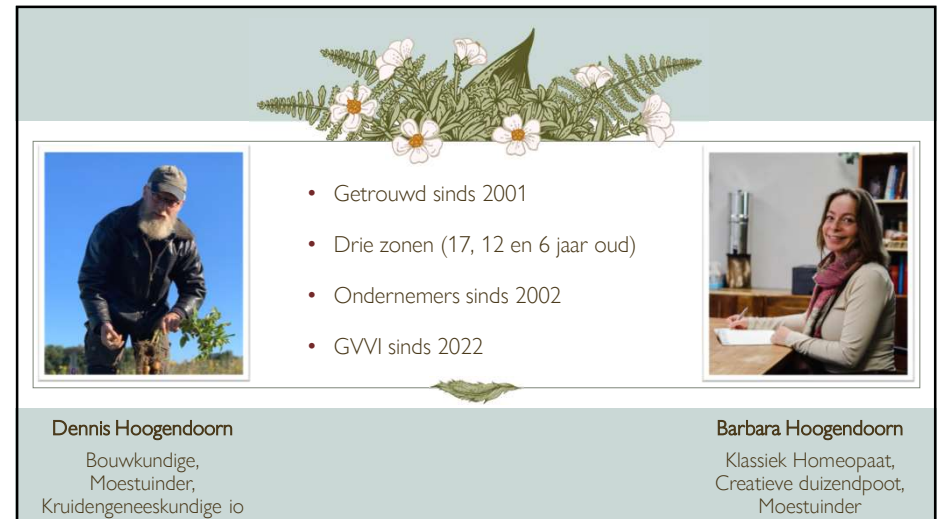 Getrouwd sinds 2001
Drie zonen (17, 12 en 6 jaar oud)
Ondernemers sinds 2002
GVVI sinds 2022
Dennis Hoogendoorn
Bouwkundige,
Moestuinder,
Kruidengeneeskundige io
Barbara Hoogendoorn
Klassiek Homeopaat,
Creatieve duizendpoot,
Moestuinder